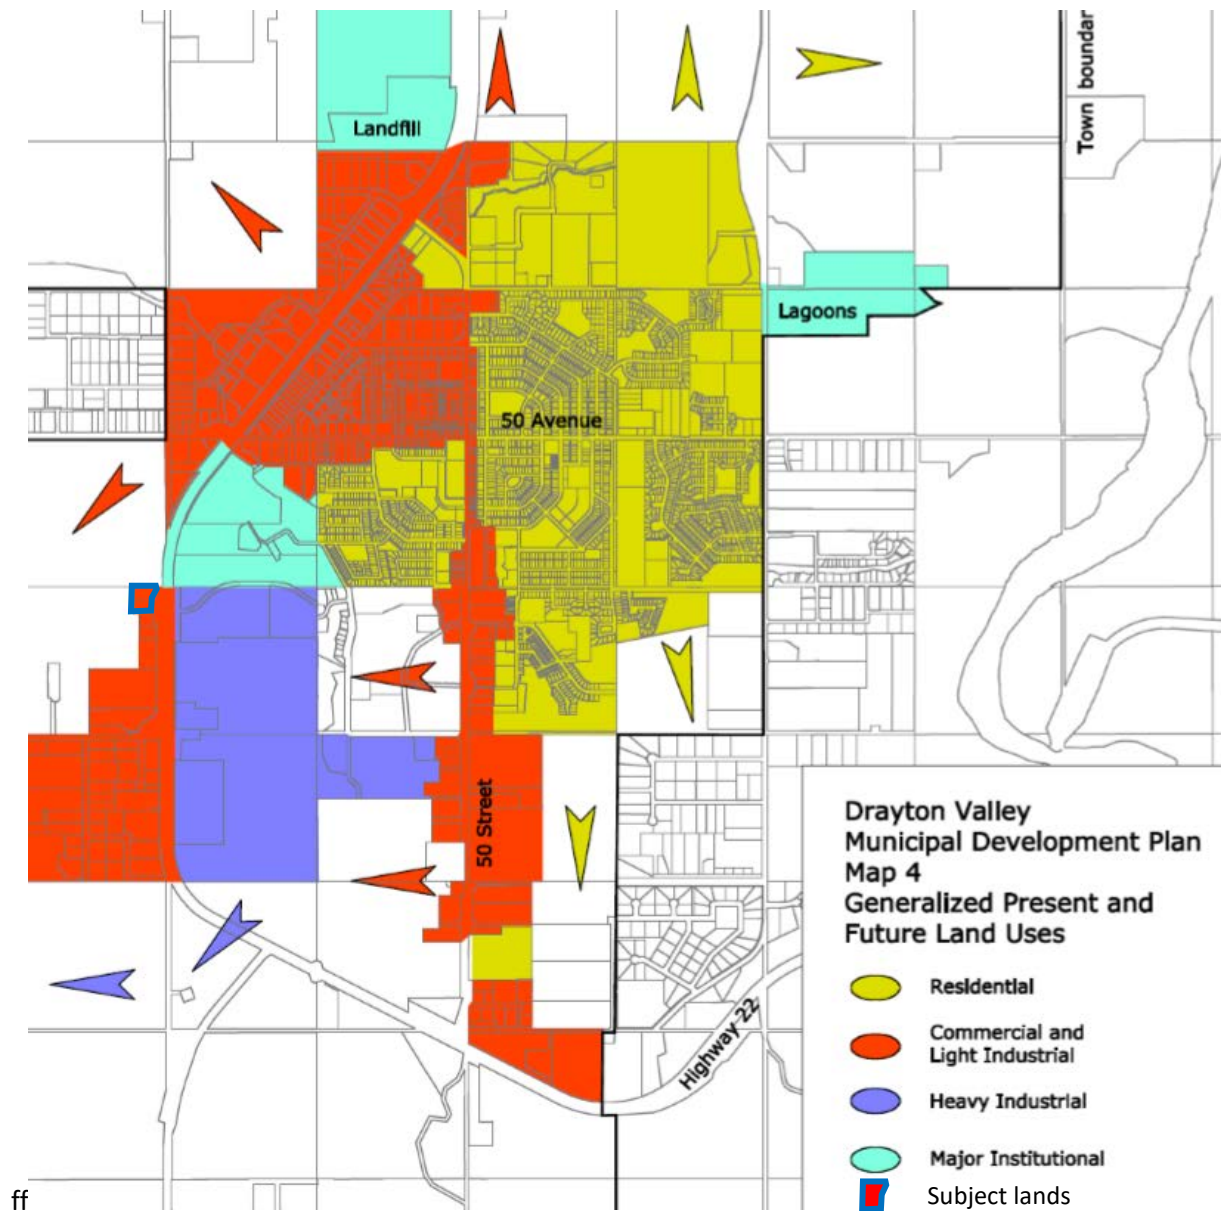 Landfill
Town boundar
Lagoons
50 Avenue
50 Street
Highway 22
Drayton Valley
Municipal Development Plan
Map 4
Generalized Present and
Future Land Uses
Residential
Commercial and
Light Industrial
Heavy Industrial
Major Institutional
Subject lands
ff